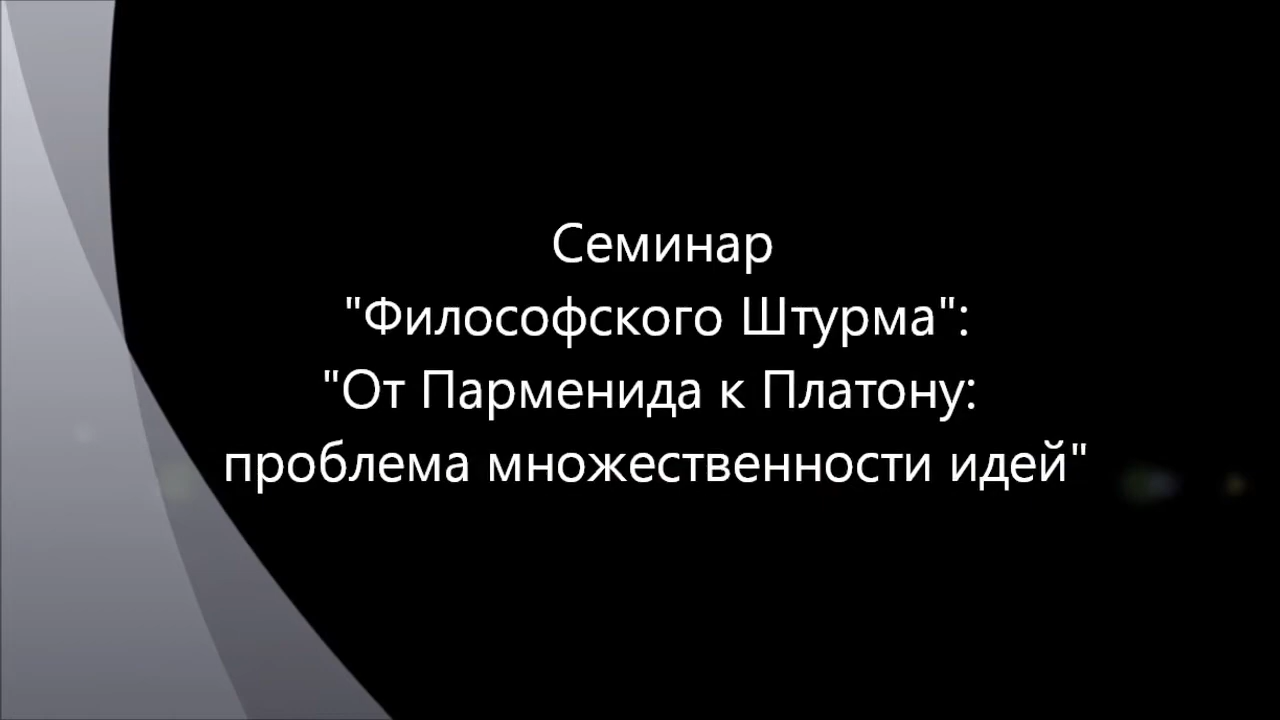 Семинар
"Философского Штурма":
"От Парменида к Платону:
проблема множественности идей"